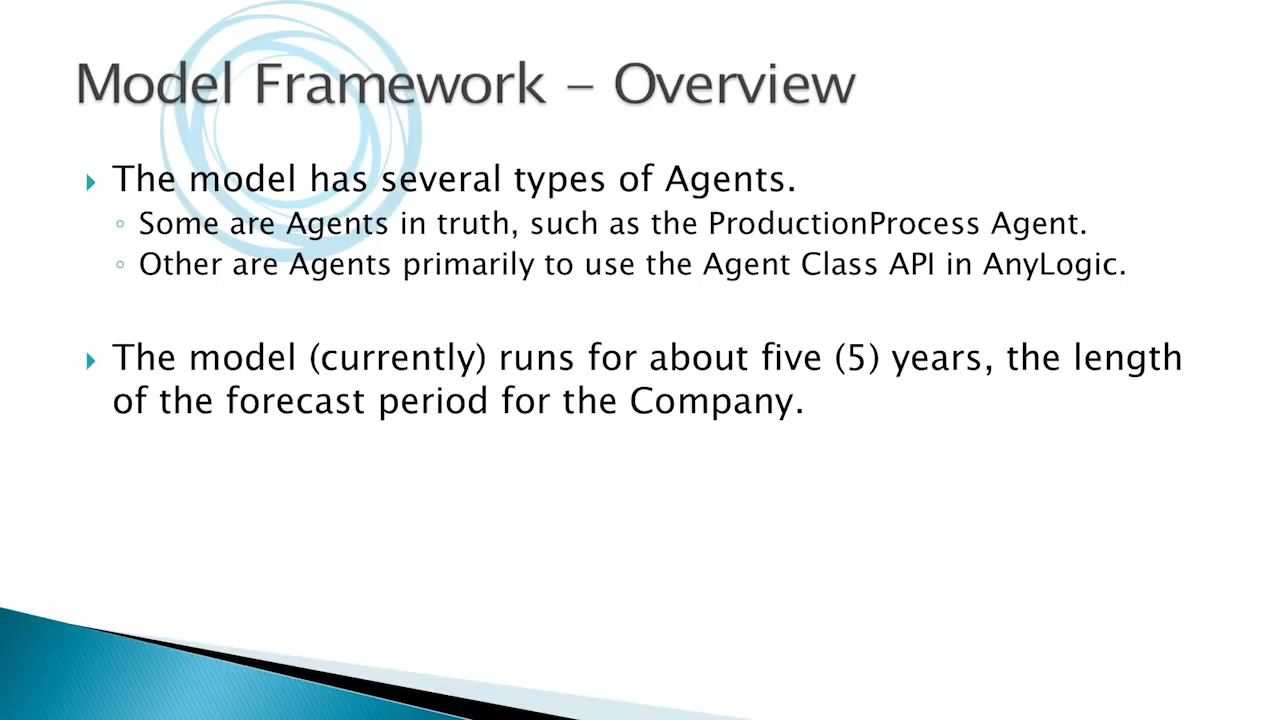 Model Framework – Overview
The model has several types of Agents.
Some are Agents in truth, such as the ProductionProcess Agent.
Other are Agents primarily to use the Agent Class API in AnyLogic.
The model (currently) runs for about five (5) years, the length
of the forecast period for the Company.